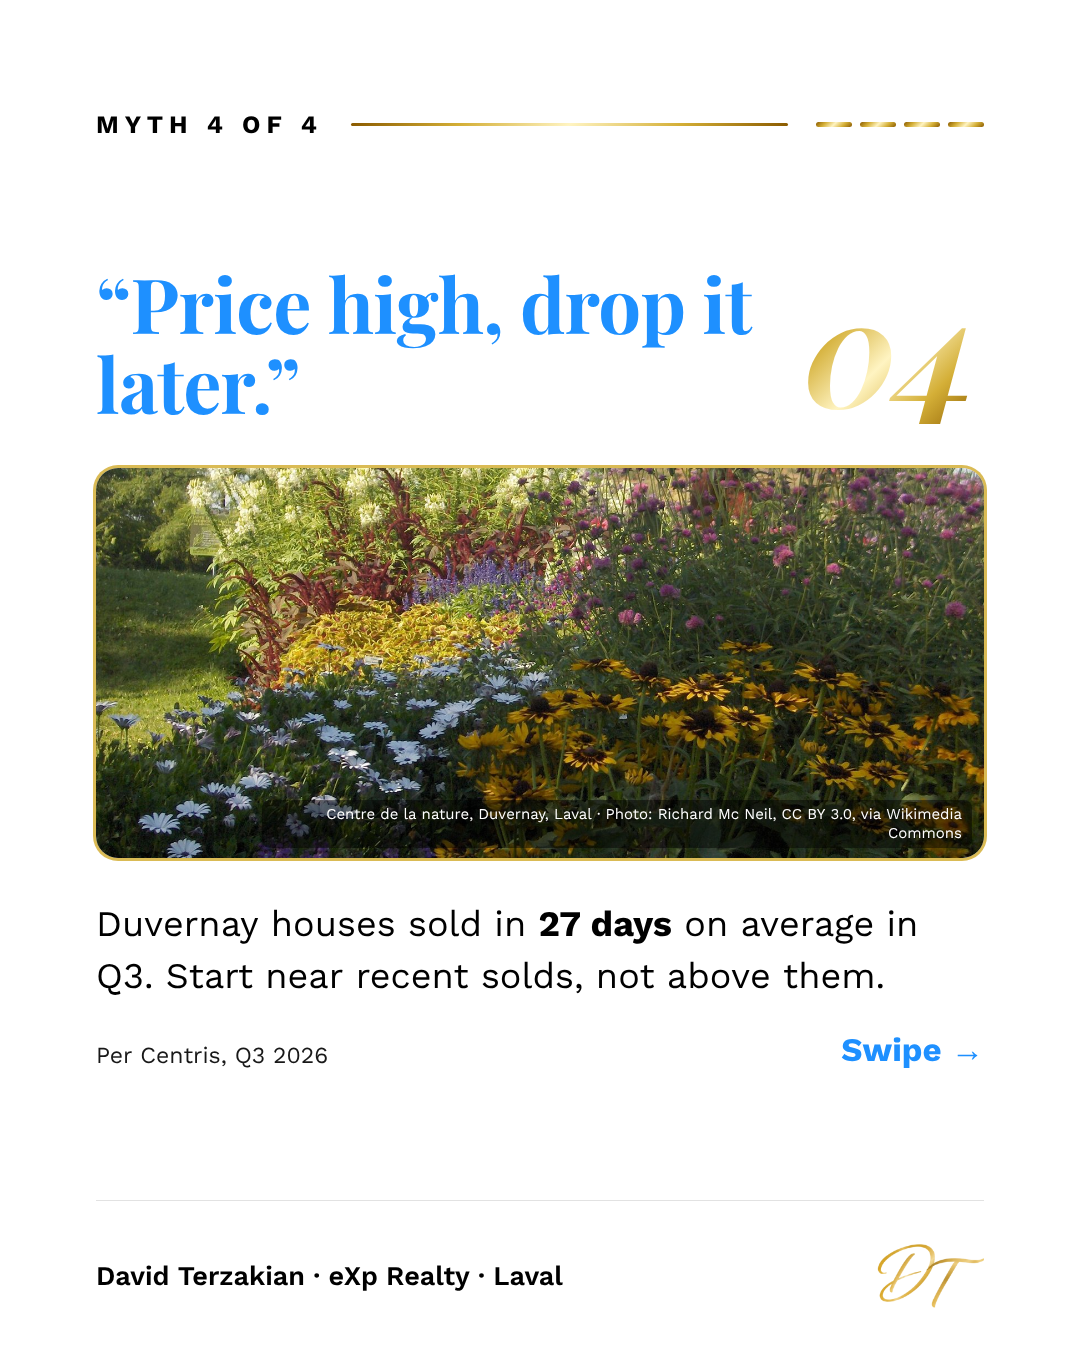 MYTH 4 OF 4
“Price high, drop it
later.”
04
Centre de la nature, Duvernay, Laval · Photo: Richard Mc Neil, CC BY 3.0, via Wikimedia
Commons
Duvernay houses sold in 27 days on average in
Q3. Start near recent solds, not above them.
Per Centris, Q3 2026
Swipe →
David Terzakian · eXp Realty · Laval
DT